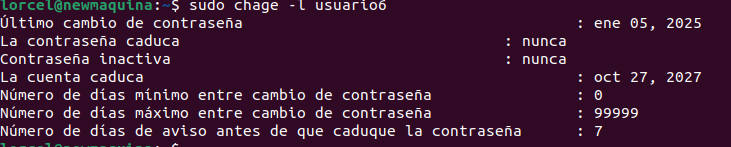 lorcel@newmaquina:~$ sudo chage -l usuario6
Último cambio de contraseña : ene 05, 2025
La contraseña caduca : nunca
Contraseña inactiva : nunca
La cuenta caduca : oct 27, 2027
Número de días mínimo entre cambio de contraseña : 0
Número de días máximo entre cambio de contraseña : 99999
Número de días de aviso antes de que caduque la contraseña : 7
lorcel@newmaquina:~$